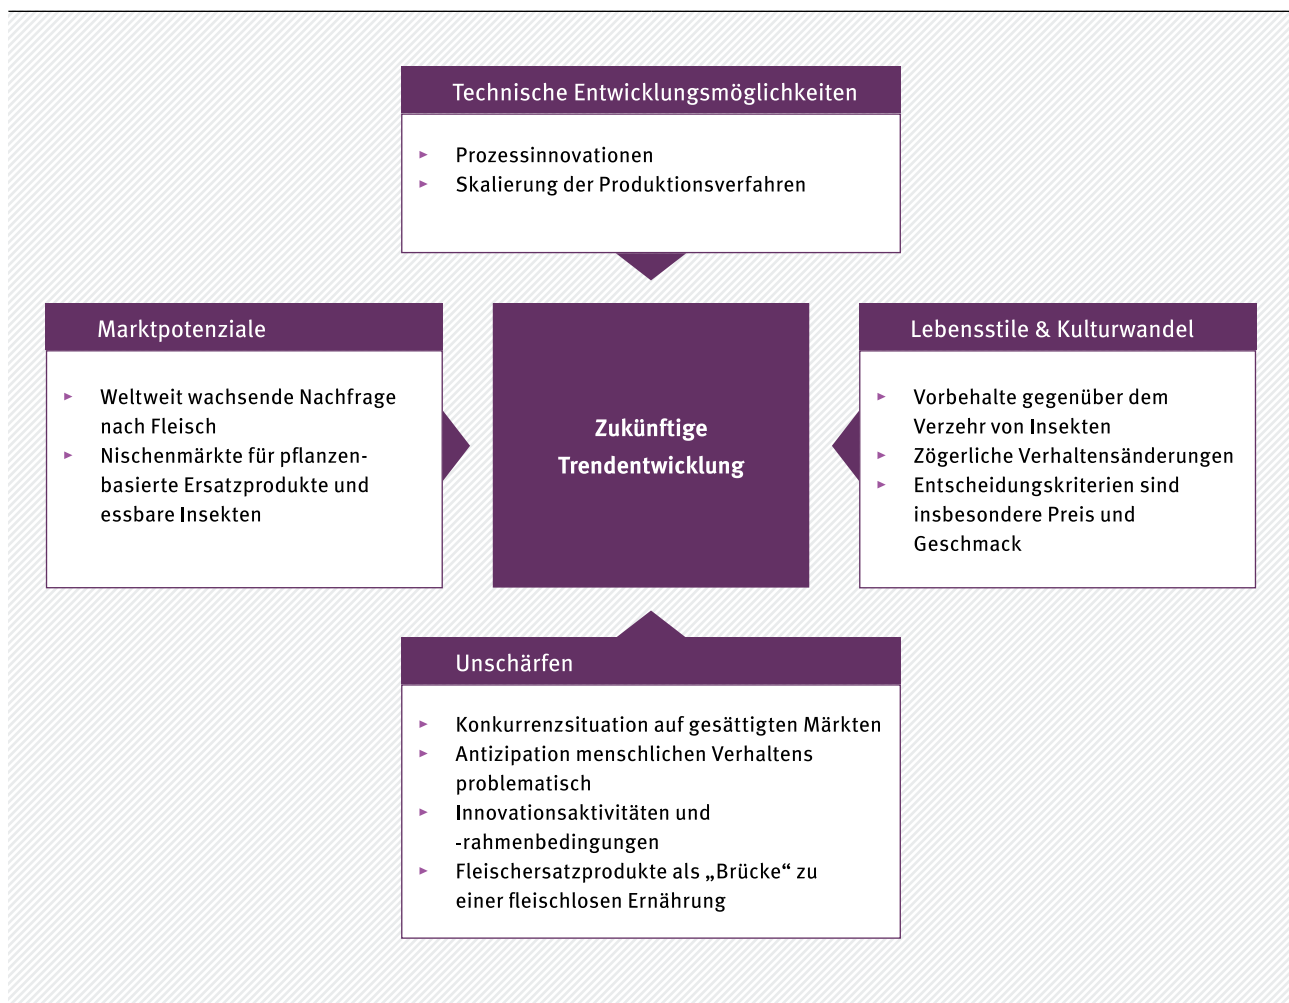 Technische Entwicklungsmöglichkeiten
► Prozessinnovationen
► Skalierung der Produktionsverfahren
Marktpotenziale
► Weltweit wachsende Nachfrage
nach Fleisch
► Nischenmärkte für pflanzen-
basierte Ersatzprodukte und
essbare Insekten
Zukünftige
Trendentwicklung
Lebensstile & Kulturwandel
► Vorbehalte gegenüber dem
Verzehr von Insekten
► Zögerliche Verhaltensänderungen
► Entscheidungskriterien sind
insbesondere Preis und
Geschmack
Unschärfen
► Konkurrenzsituation auf gesättigten Märkten
► Antizipation menschlichen Verhaltens
problematisch
► Innovationsaktivitäten und
-rahmenbedingungen
► Fleischersatzprodukte als „Brücke“ zu
einer fleischlosen Ernährung